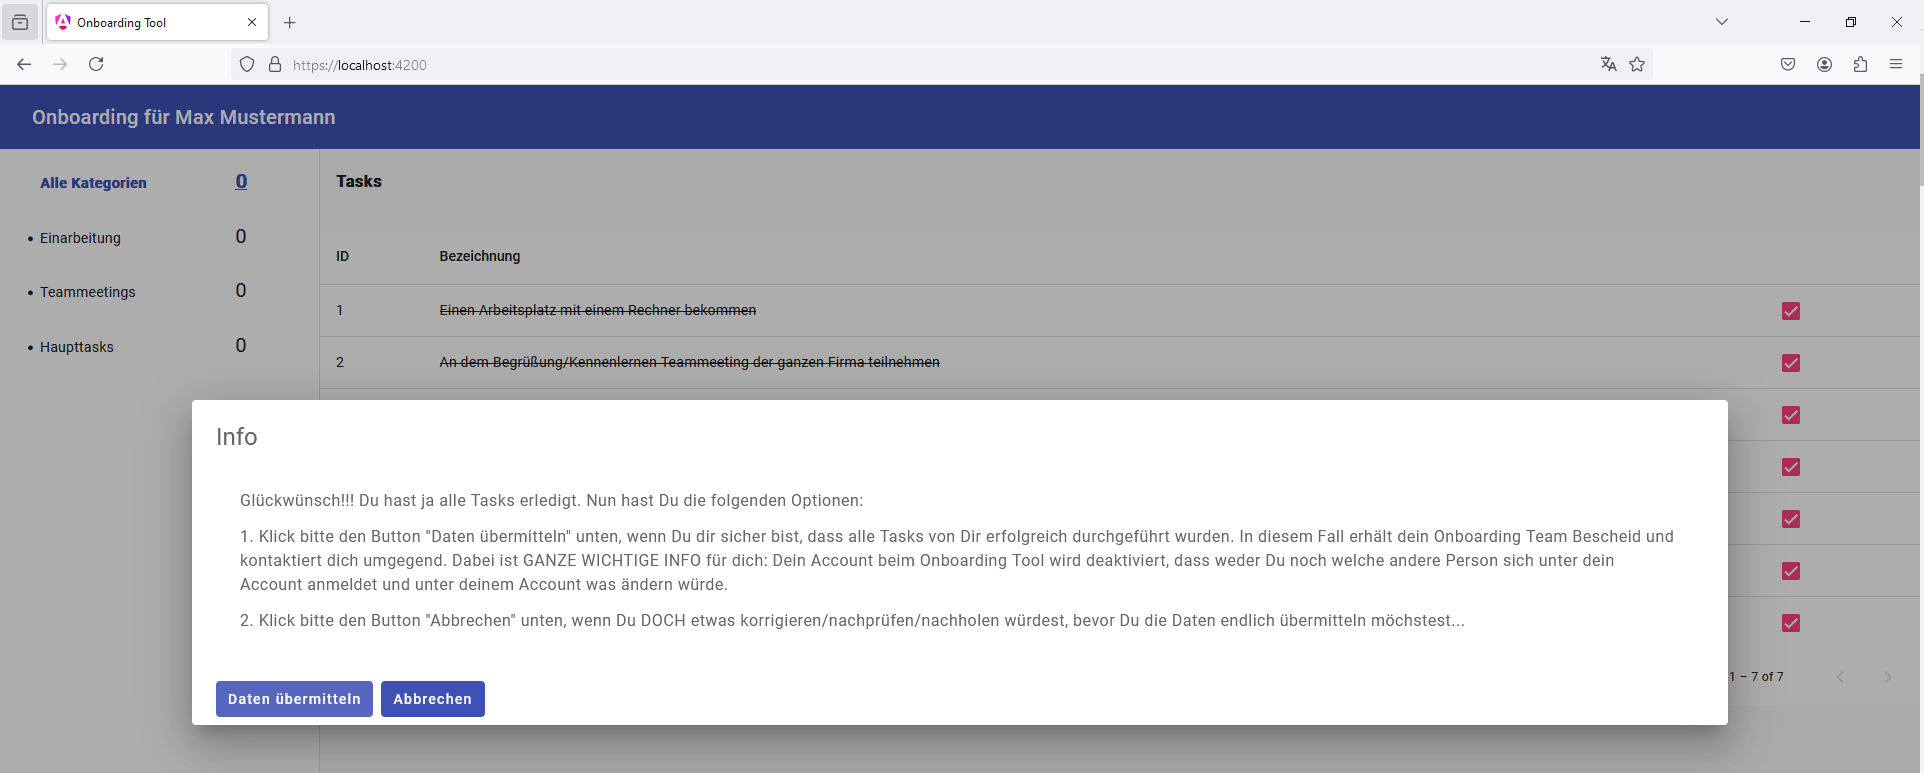 Onboarding Tool
https://localhost:4200
Onboarding für Max Mustermann
Alle Kategorien 0
• Einarbeitung 0
• Teammeetings 0
• Haupttasks 0
Tasks
ID Bezeichnung
1 Einen Arbeitsplatz mit einem Rechner bekommen
2 An dem Begrüßung/Kennenlernen Teammeeting der ganzen Firma teilnehmen
Info
Glückwünsch!!! Du hast ja alle Tasks erledigt. Nun hast Du die folgenden Optionen:
1. Klick bitte den Button "Daten übermitteln" unten, wenn Du dir sicher bist, dass alle Tasks von Dir erfolgreich durchgeführt wurden. In diesem Fall erhält dein Onboarding Team Bescheid und
kontaktiert dich umgegend. Dabei ist GANZE WICHTIGE INFO für dich: Dein Account beim Onboarding Tool wird deaktiviert, dass weder Du noch welche andere Person sich unter dein
Account anmeldet und unter deinem Account was ändern würde.
2. Klick bitte den Button "Abbrechen" unten, wenn Du DOCH etwas korrigieren/nachprüfen/nachholen würdest, bevor Du die Daten endlich übermitteln möchstest...
Daten übermitteln Abbrechen
1 – 7 of 7